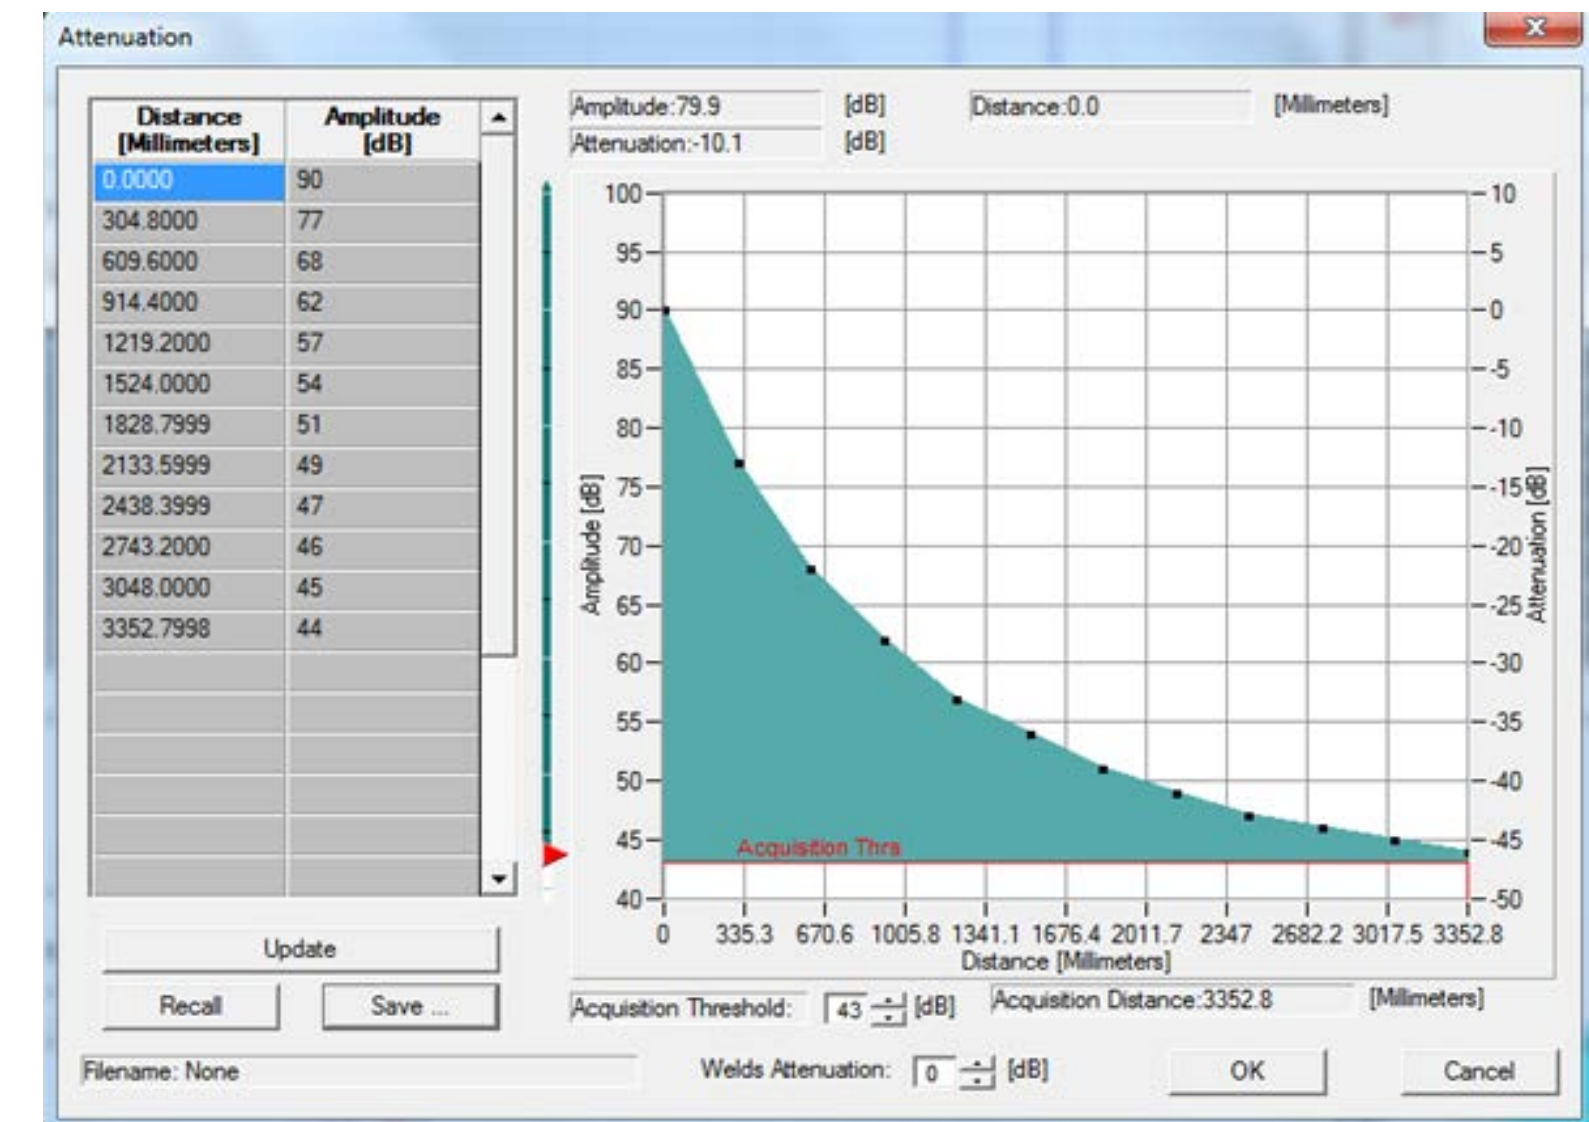 Attenuation
Distance [Millimeters] Amplitude [dB]
0.0000 90
304.8000 77
609.6000 68
914.4000 62
1219.2000 57
1524.0000 54
1828.7999 51
2133.5999 49
2438.3999 47
2743.2000 46
3048.0000 45
3352.7998 44
Update
Recall Save ...
Filename: None
Amplitude:79.9 [dB] Distance:0.0 [Millimeters]
Attenuation:-10.1 [dB]
100
95
90
85
80
75
70
65
60
55
50
45
40
Amplitude [dB]
Acquisition Thrs
10
5
0
-5
-10
-15
-20
-25
-30
-35
-40
-45
-50
Attenuation [dB]
0 335.3 670.6 1005.8 1341.1 1676.4 2011.7 2347 2682.2 3017.5 3352.8
Distance [Millimeters]
Acquisition Threshold: 43 [dB] Acquisition Distance:3352.8 [Millimeters]
Welds Attenuation: 0 [dB] OK Cancel